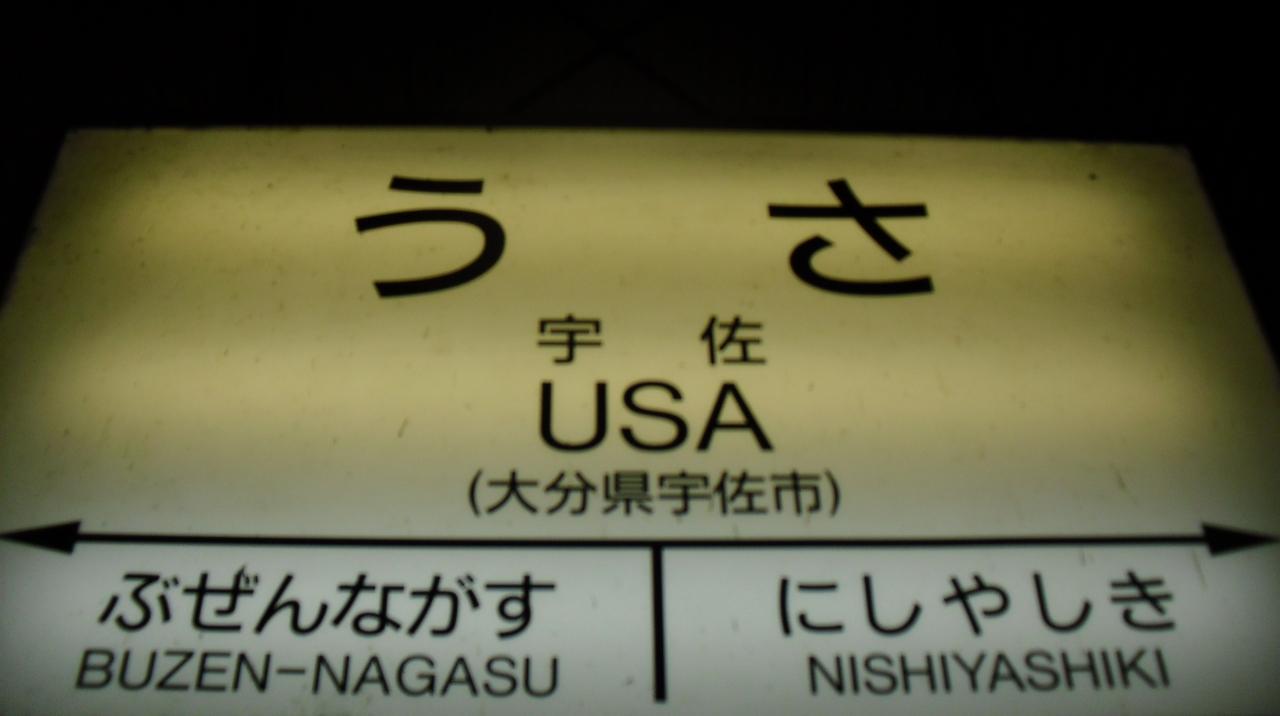 うさ
宇佐
USA
(大分県宇佐市)
ぶぜんながす にしやしき
BUZEN-NAGASU NISHIYASHIKI